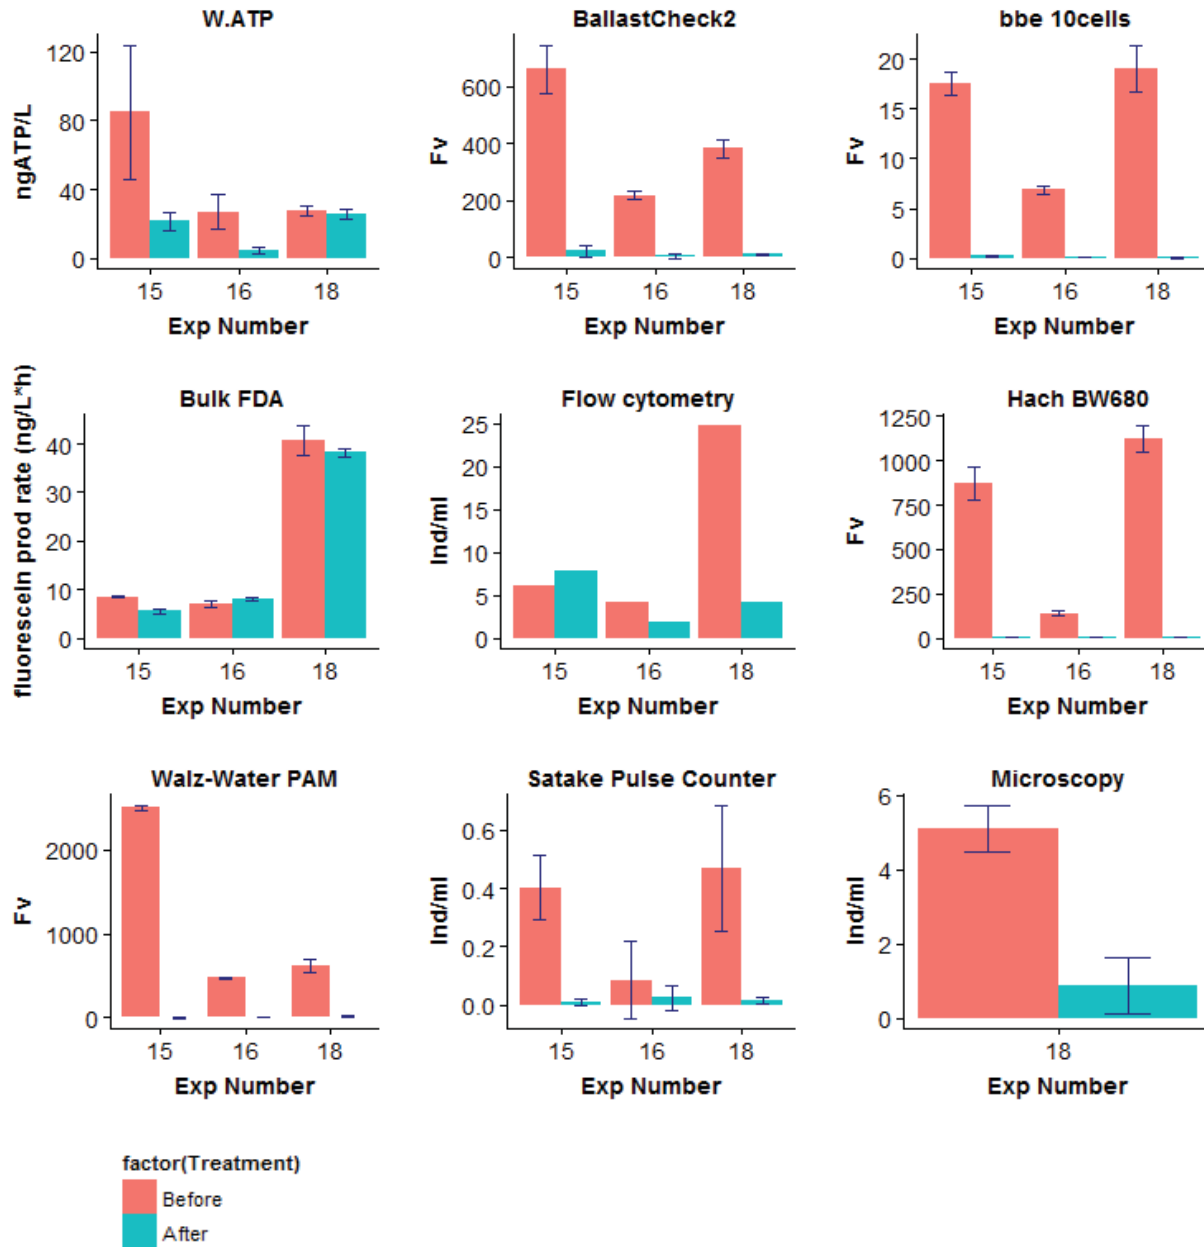 W.ATP
ngATP/L
120
80
40
0
15 16 18
Exp Number
BallastCheck2
Fv
600
400
200
0
15 16 18
Exp Number
bbe 10cells
Fv
20
15
10
5
0
15 16 18
Exp Number
Bulk FDA
fluorescein prod rate (ng/L*h)
40
30
20
10
0
15 16 18
Exp Number
Flow cytometry
Ind/ml
25
20
15
10
5
0
15 16 18
Exp Number
Hach BW680
Fv
1250
1000
750
500
250
0
15 16 18
Exp Number
Walz-Water PAM
Fv
2000
1000
0
15 16 18
Exp Number
Satake Pulse Counter
Ind/ml
0.6
0.4
0.2
0.0
15 16 18
Exp Number
Microscopy
Ind/ml
6
4
2
0
18
Exp Number
factor(Treatment)
Before
After